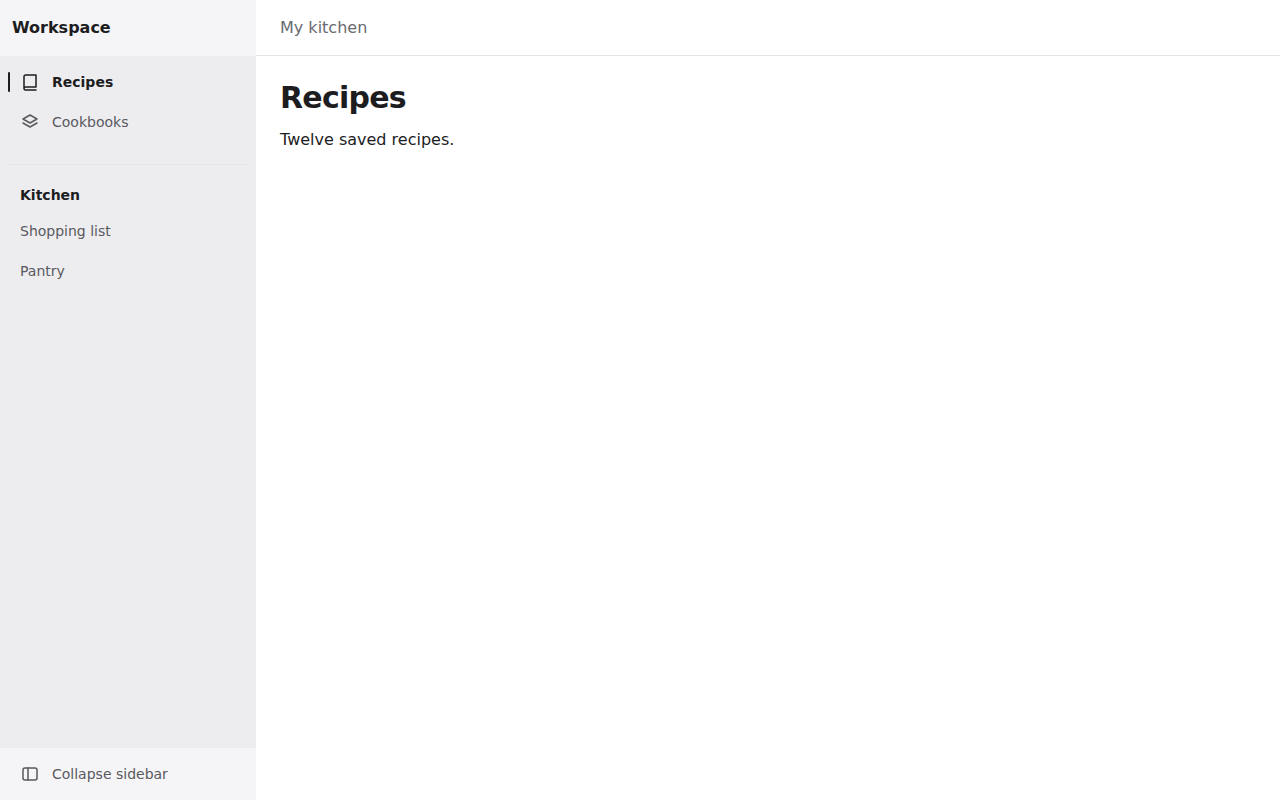 Workspace
My kitchen
Recipes
Cookbooks
Kitchen
Shopping list
Pantry
Collapse sidebar
Recipes
Twelve saved recipes.